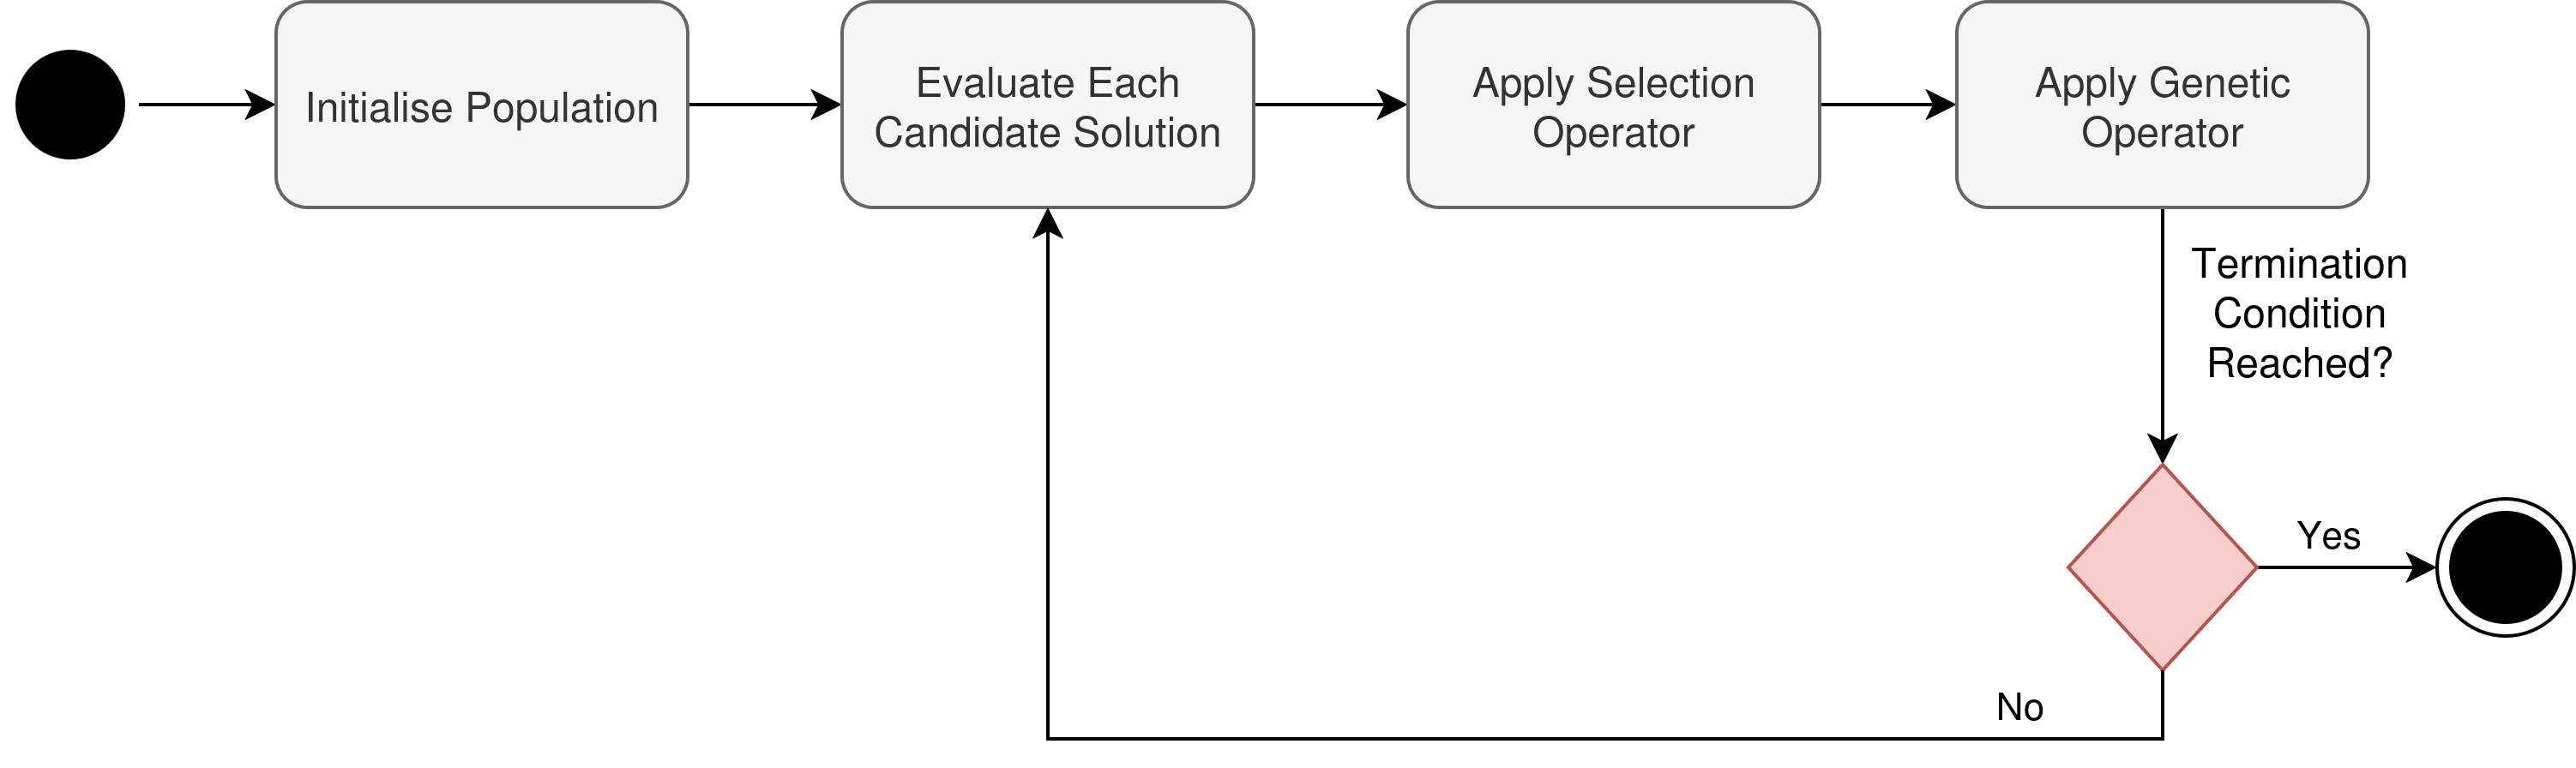 Initialise Population
Evaluate Each
Candidate Solution
Apply Selection
Operator
Apply Genetic
Operator
Termination
Condition
Reached?
Yes
No